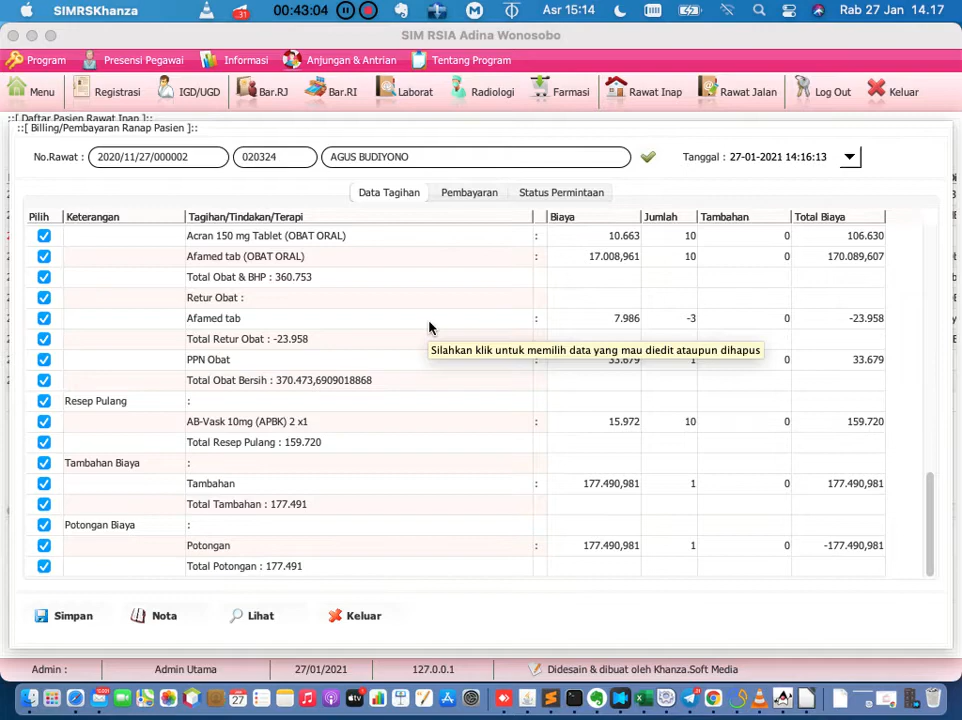 SIMRSKhanza 31 00:43:04 Asr 15:14 Rab 27 Jan 14.17
SIM RSIA Adina Wonosobo
Program Presensi Pegawai Informasi Anjungan & Antrian Tentang Program
Menu Registrasi IGD/UGD Bar.RJ Bar.RI Laborat Radiologi Farmasi Rawat Inap Rawat Jalan Log Out Keluar
::[ Daftar Pasien Rawat Inap ]::
::[ Billing/Pembayaran Ranap Pasien ]::
No.Rawat : 2020/11/27/000002 020324 AGUS BUDIYONO Tanggal : 27-01-2021 14:16:13
Data Tagihan Pembayaran Status Permintaan
Pilih Keterangan Tagihan/Tindakan/Terapi Biaya Jumlah Tambahan Total Biaya
Acran 150 mg Tablet (OBAT ORAL) : 10.663 10 0 106.630
Afamed tab (OBAT ORAL) : 17.008,961 10 0 170.089,607
Total Obat & BHP : 360.753
Retur Obat :
Afamed tab : 7.986 -3 0 -23.958
Total Retur Obat : -23.958
Silahkan klik untuk memilih data yang mau diedit ataupun dihapus
PPN Obat : 33.679 1 0 33.679
Total Obat Bersih : 370.473,6909018868
Resep Pulang :
AB-Vask 10mg (APBK) 2 x1 : 15.972 10 0 159.720
Total Resep Pulang : 159.720
Tambahan Biaya :
Tambahan : 177.490,981 1 0 177.490,981
Total Tambahan : 177.491
Potongan Biaya :
Potongan : 177.490,981 1 0 -177.490,981
Total Potongan : 177.491
Simpan Nota Lihat Keluar
Admin : Admin Utama 27/01/2021 127.0.0.1 Didesain & dibuat oleh Khanza.Soft Media